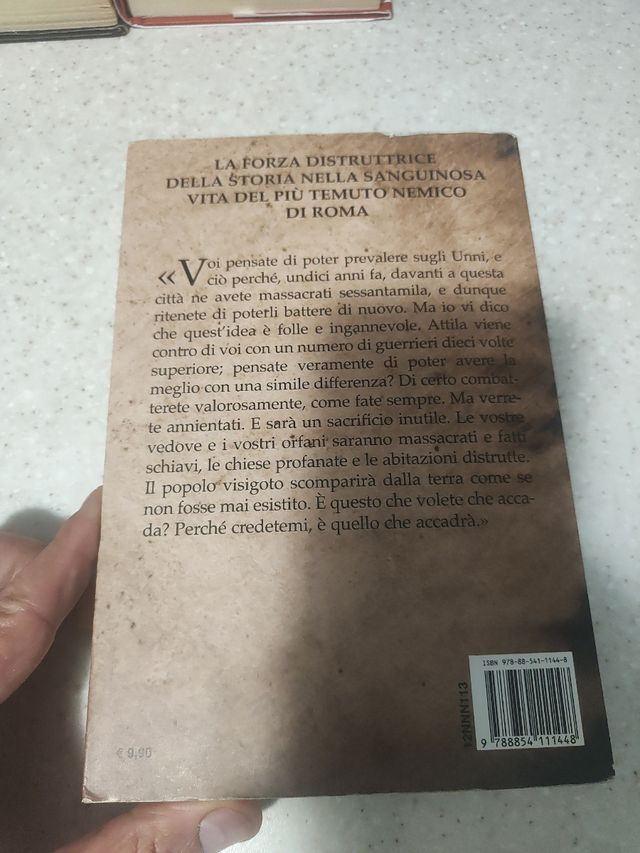 LA FORZA DISTRUTTRICE
DELLA STORIA NELLA SANGUINOSA
VITA DEL PIÙ TEMUTO NEMICO
DI ROMA
«Voi pensate di poter prevalere sugli Unni, e
ciò perché, undici anni fa, davanti a questa
città ne avete massacrati sessantamila, e dunque
ritenete di poterli battere di nuovo. Ma io vi dico
che quest'idea è folle e ingannevole. Attila viene
contro di voi con un numero di guerrieri dieci volte
superiore; pensate veramente di poter avere la
meglio con una simile differenza? Di certo combat-
terete valorosamente, come fate sempre. Ma verre-
te annientati. E sarà un sacrificio inutile. Le vostre
vedove e i vostri orfani saranno massacrati e fatti
schiavi, le chiese profanate e le abitazioni distrutte.
Il popolo visigoto scomparirà dalla terra come se
non fosse mai esistito. È questo che volete che acca-
da? Perché credetemi, è quello che accadrà.»
ISBN 978-88-541-1144-8
9 788854 111448
€ 9,90